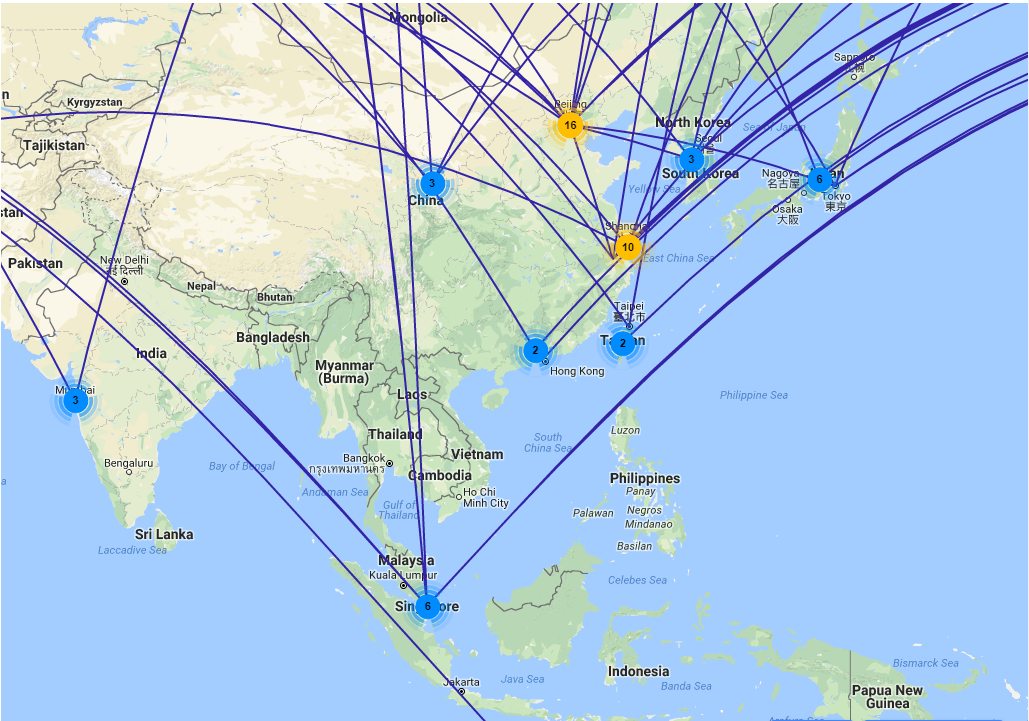 Mongolia
n
Kyrgyzstan
Tajikistan
stan
Pakistan
New Delhi
नई दिल्ली
Nepal
Bhutan
Bangladesh
India
Myanmar
(Burma)
Mumbai
3
Bengaluru
Bay of Bengal
Sri Lanka
Laccadive Sea
a
Andaman Sea
Beijing
16
3
China
North Korea
Seoul
3
South Korea
Sapporo
Sea of Japan
Nagoya
名古屋
6
Tokyo
東京
Osaka
大阪
Yellow Sea
Shanghai
10
East China Sea
Taipei
臺北市
2
2
Hong Kong
Laos
Thailand
Vietnam
Bangkok
กรุงเทพมหานคร
Cambodia
Ho Chi
Minh City
Gulf of
Thailand
South
China Sea
Philippine Sea
Luzon
Philippines
Panay
Palawan
Negros
Mindanao
Basilan
Malaysia
Kuala Lumpur
Singapore
6
Celebes Sea
Indonesia
Jakarta
Java Sea
Banda Sea
Bismarck Sea
Papua New
Guinea